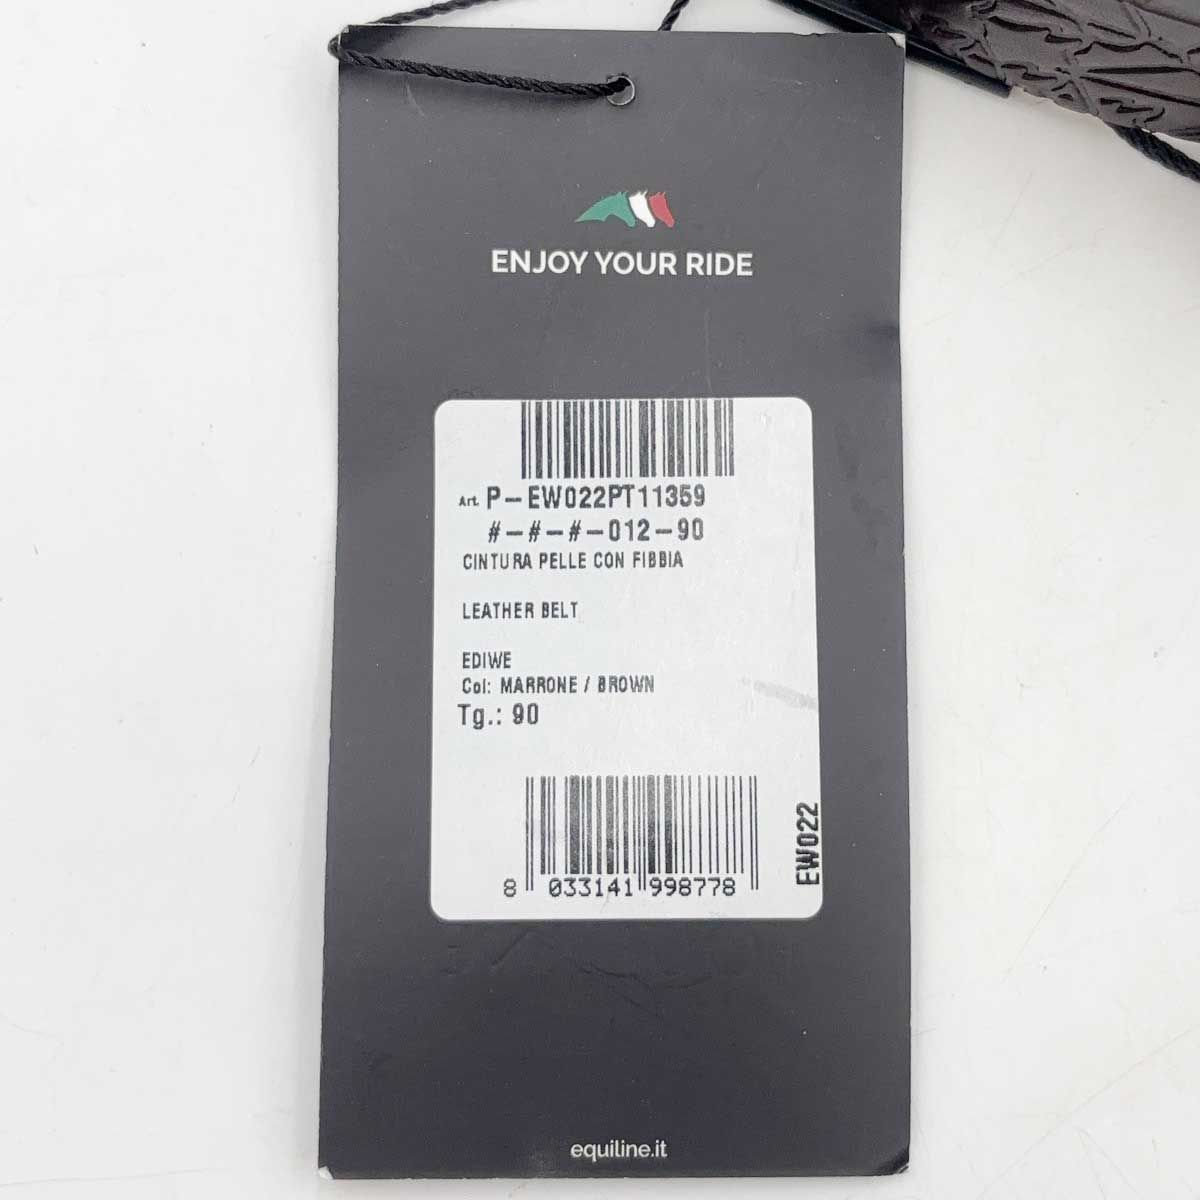 ENJOY YOUR RIDE
Art. P-EW022PT11359
#-#-#-012-90
CINTURA PELLE CON FIBBIA
LEATHER BELT
EDIWE
Col: MARRONE / BROWN
Tg.: 90
EW022
8 033141 998778
equiline.it